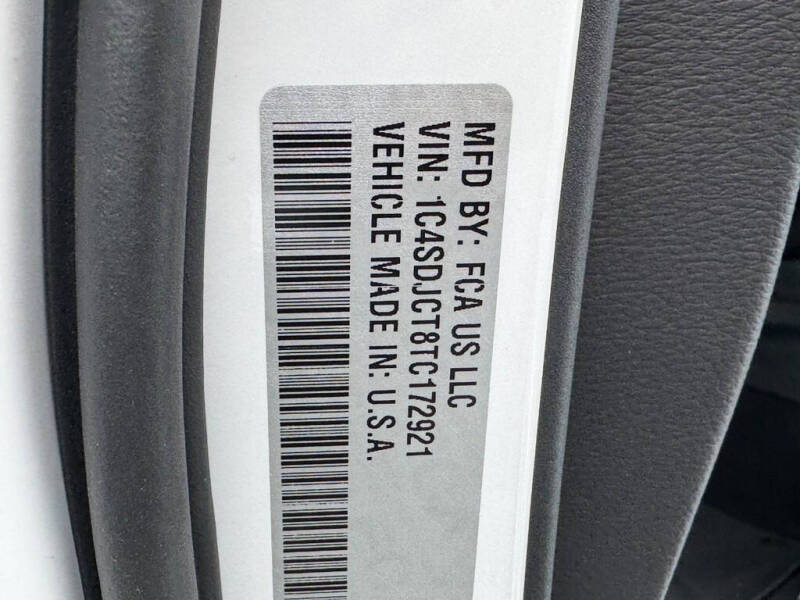 MFD BY: FCA US LLC
VIN: 1C4SDJCT8TC172921
VEHICLE MADE IN: U.S.A.